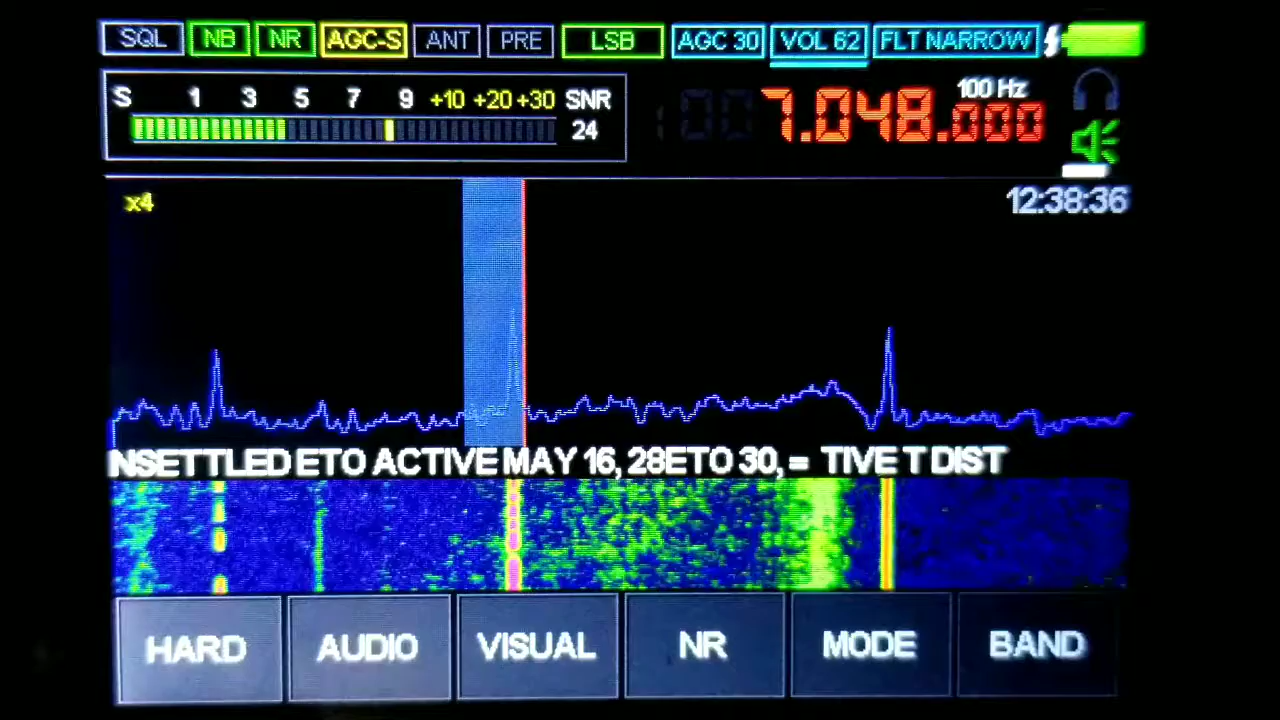 SQL NB NR AGC-S ANT PRE LSB AGC 30 VOL 62 FLT NARROW
S 1 3 5 7 9 +10 +20 +30 SNR
24
100 Hz
7.048.000
x4
12:38:36
NSETTLED ETO ACTIVE MAY 16, 28ETO 30, = TIVE T DIST
HARD AUDIO VISUAL NR MODE BAND